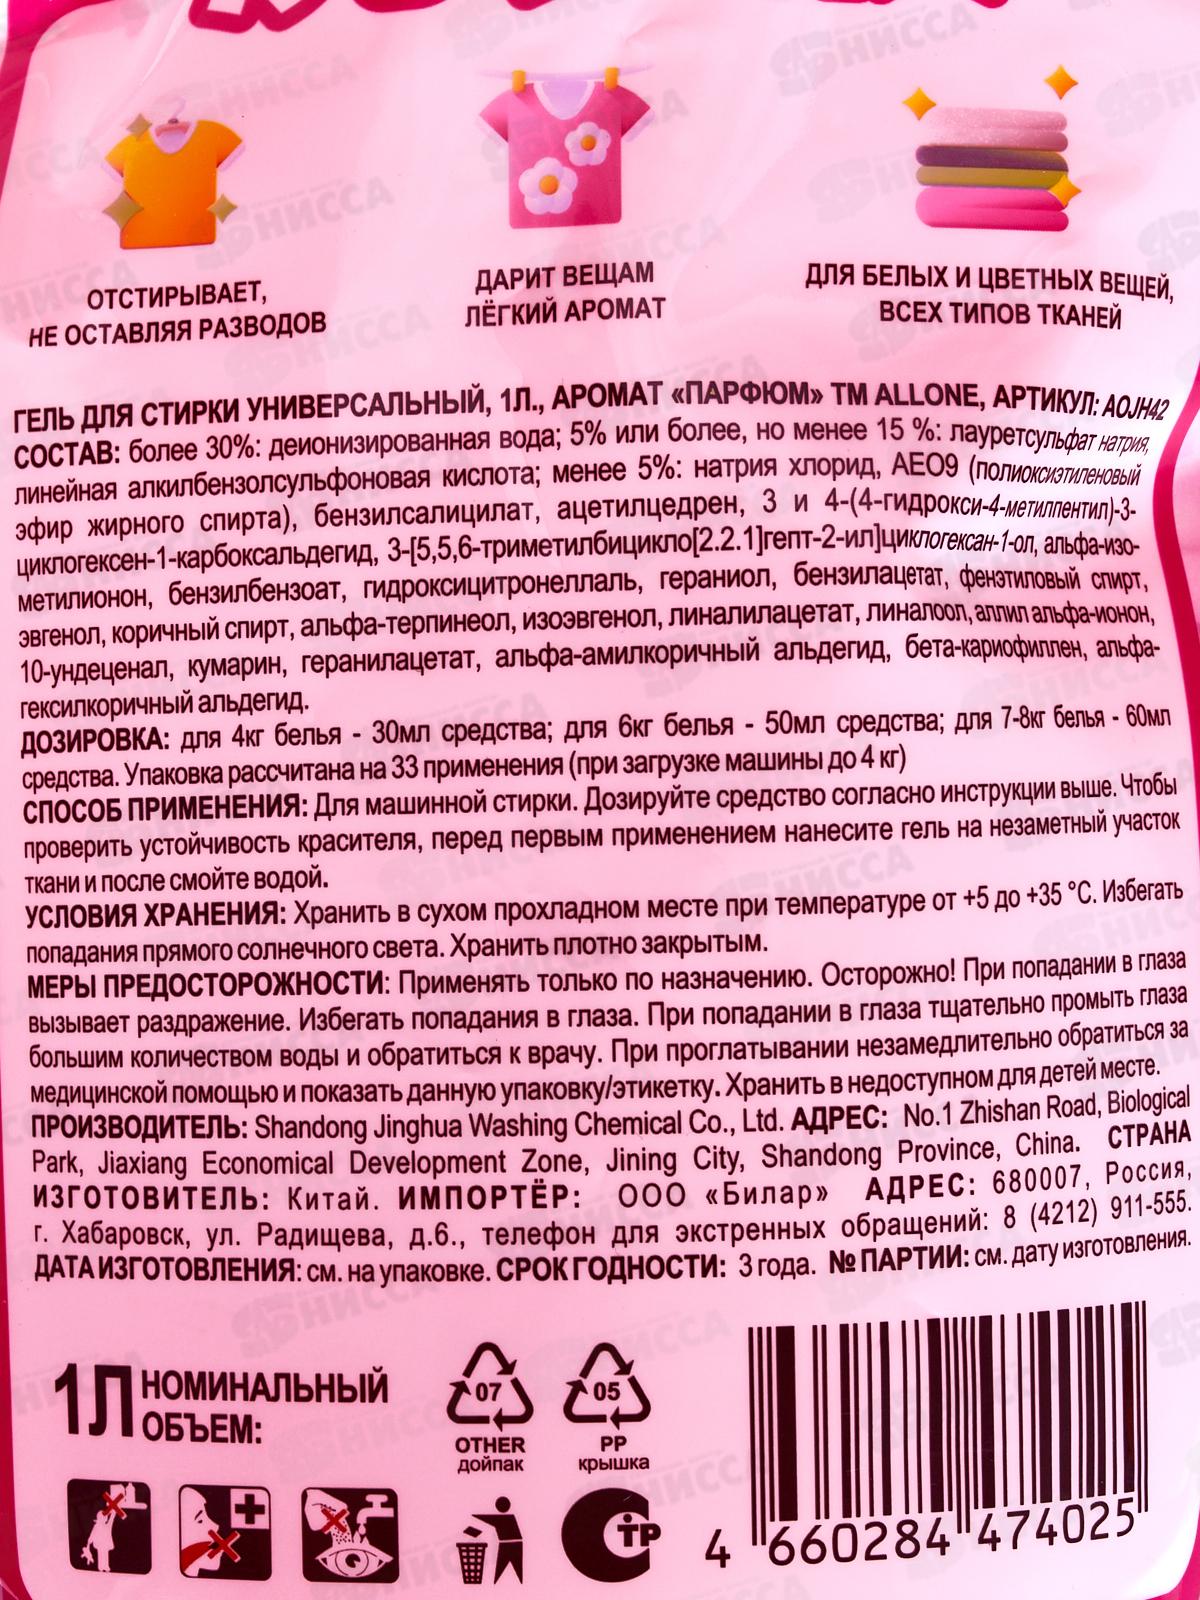 ОТСТИРЫВАЕТ,
НЕ ОСТАВЛЯЯ РАЗВОДОВ
ДАРИТ ВЕЩАМ
ЛЁГКИЙ АРОМАТ
ДЛЯ БЕЛЫХ И ЦВЕТНЫХ ВЕЩЕЙ,
ВСЕХ ТИПОВ ТКАНЕЙ
ГЕЛЬ ДЛЯ СТИРКИ УНИВЕРСАЛЬНЫЙ, 1Л., АРОМАТ «ПАРФЮМ» ТМ ALLONE, АРТИКУЛ: AOJH42
СОСТАВ: более 30%: деионизированная вода; 5% или более, но менее 15 %: лауретсульфат натрия,
линейная алкилбензолсульфоновая кислота; менее 5%: натрия хлорид, АЕО9 (полиоксиэтиленовый
эфир жирного спирта), бензилсалицилат, ацетилцедрен, 3 и 4-(4-гидрокси-4-метилпентил)-3-
циклогексен-1-карбоксальдегид, 3-[5,5,6-триметилбицикло[2.2.1]гепт-2-ил]циклогексан-1-ол, альфа-изо-
метилионон, бензилбензоат, гидроксицитронеллаль, гераниол, бензилацетат, фенэтиловый спирт,
эвгенол, коричный спирт, альфа-терпинеол, изоэвгенол, линалилацетат, линалоол, аллил альфа-ионон,
10-ундеценал, кумарин, геранилацетат, альфа-амилкоричный альдегид, бета-кариофиллен, альфа-
гексилкоричный альдегид.
ДОЗИРОВКА: для 4кг белья - 30мл средства; для 6кг белья - 50мл средства; для 7-8кг белья - 60мл
средства. Упаковка рассчитана на 33 применения (при загрузке машины до 4 кг)
СПОСОБ ПРИМЕНЕНИЯ: Для машинной стирки. Дозируйте средство согласно инструкции выше. Чтобы
проверить устойчивость красителя, перед первым применением нанесите гель на незаметный участок
ткани и после смойте водой.
УСЛОВИЯ ХРАНЕНИЯ: Хранить в сухом прохладном месте при температуре от +5 до +35 °С. Избегать
попадания прямого солнечного света. Хранить плотно закрытым.
МЕРЫ ПРЕДОСТОРОЖНОСТИ: Применять только по назначению. Осторожно! При попадании в глаза
вызывает раздражение. Избегать попадания в глаза. При попадании в глаза тщательно промыть глаза
большим количеством воды и обратиться к врачу. При проглатывании незамедлительно обратиться за
медицинской помощью и показать данную упаковку/этикетку. Хранить в недоступном для детей месте.
ПРОИЗВОДИТЕЛЬ: Shandong Jinghua Washing Chemical Co., Ltd. АДРЕС: No.1 Zhishan Road, Biological
Park, Jiaxiang Economical Development Zone, Jining City, Shandong Province, China. СТРАНА
ИЗГОТОВИТЕЛЬ: Китай. ИМПОРТЁР: ООО «Билар» АДРЕС: 680007, Россия,
г. Хабаровск, ул. Радищева, д.6., телефон для экстренных обращений: 8 (4212) 911-555.
ДАТА ИЗГОТОВЛЕНИЯ: см. на упаковке. СРОК ГОДНОСТИ: 3 года. № ПАРТИИ: см. дату изготовления.
1Л НОМИНАЛЬНЫЙ
ОБЪЕМ:
07
OTHER
дойпак
05
PP
крышка
СТР
4 660284 474025
НИССА